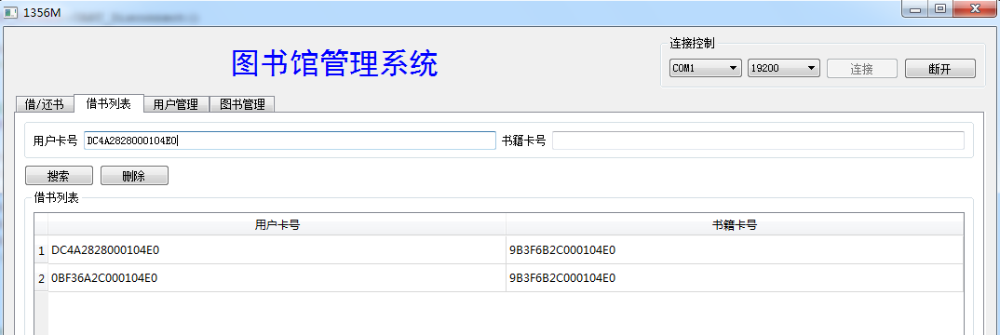 1356M
图书馆管理系统
连接控制
COM1 19200 连接 断开
借/还书 借书列表 用户管理 图书管理
用户卡号 DC4A2828000104E0 书籍卡号
搜索 删除
借书列表
用户卡号 书籍卡号
1 DC4A2828000104E0 9B3F6B2C000104E0
2 0BF36A2C000104E0 9B3F6B2C000104E0